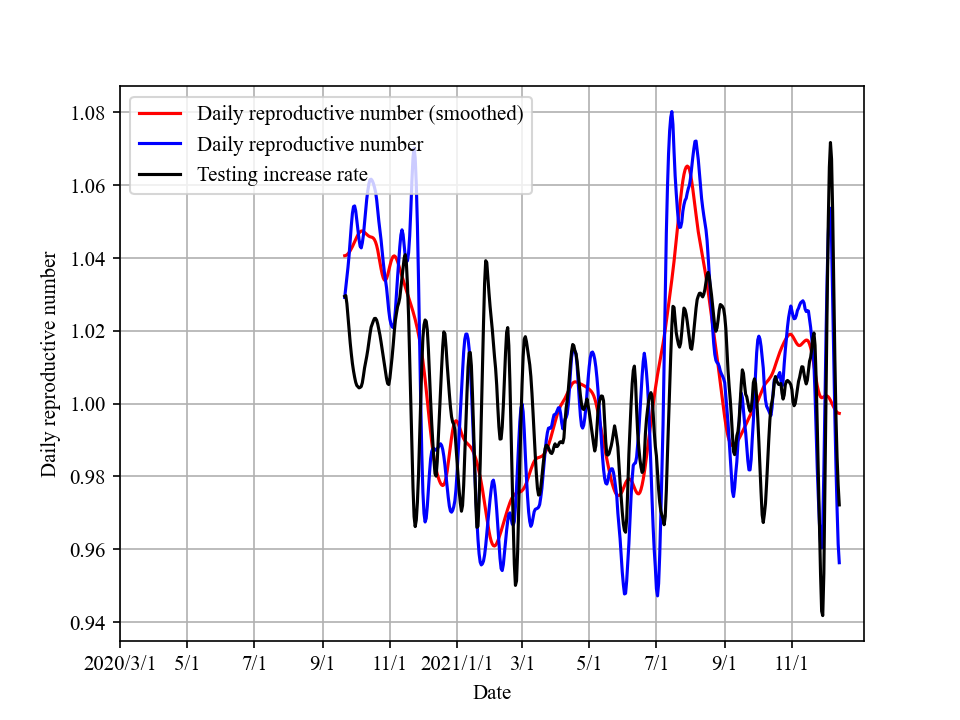 Daily reproductive number (smoothed)
Daily reproductive number
Testing increase rate
1.08
1.06
1.04
1.02
1.00
0.98
0.96
0.94
Daily reproductive number
2020/3/1 5/1 7/1 9/1 11/1 2021/1/1 3/1 5/1 7/1 9/1 11/1
Date